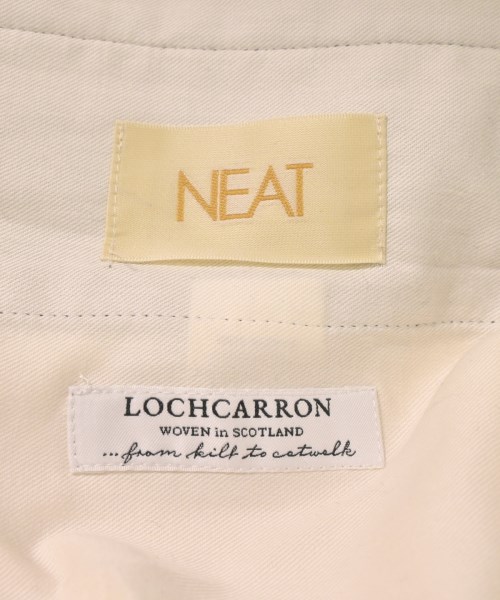 NEAT
LOCHCARRON
WOVEN in SCOTLAND
...from kilt to catwalk